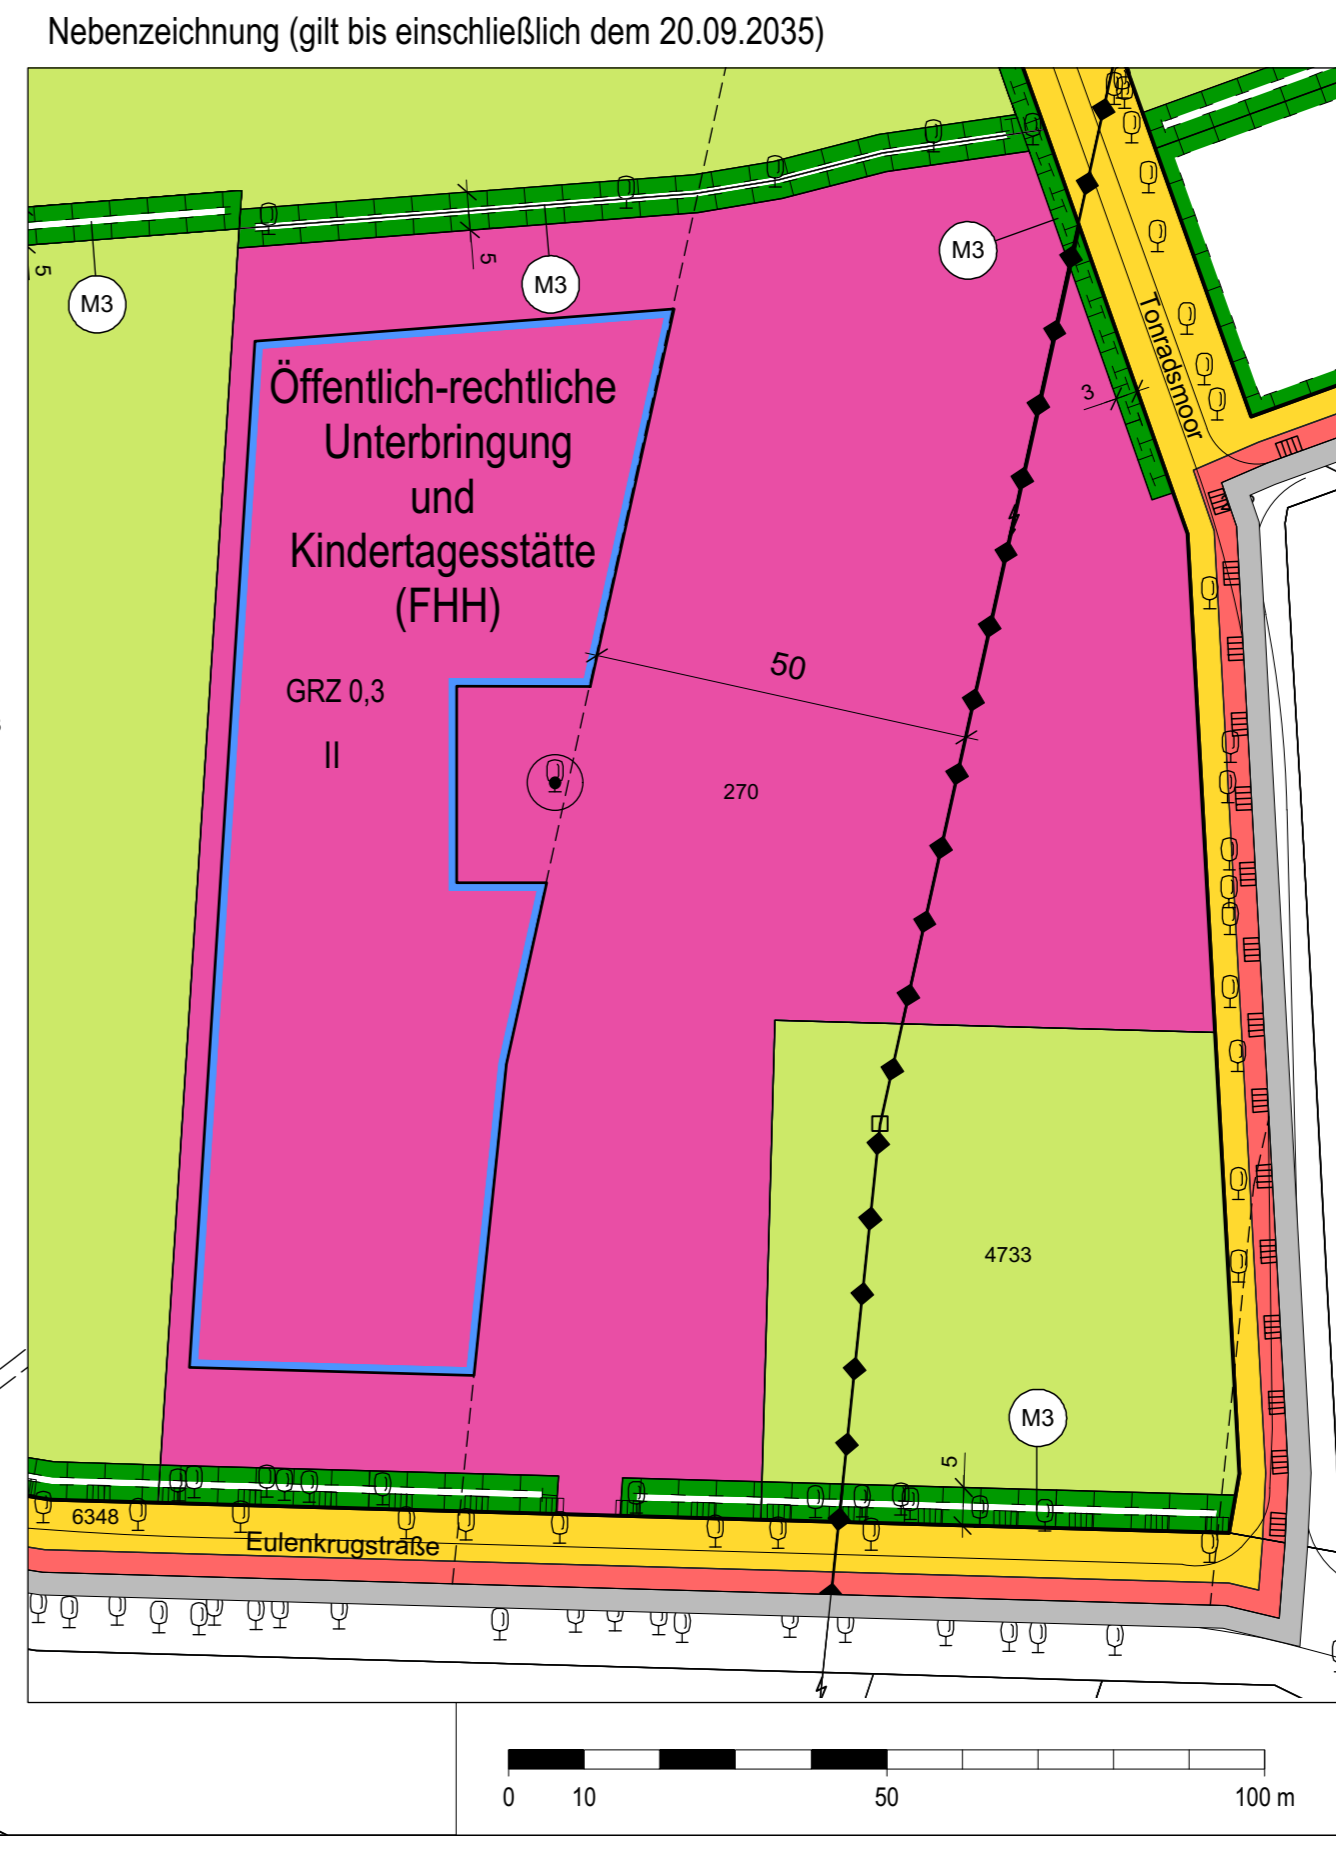 Nebenzeichnung (gilt bis einschließlich dem 20.09.2035)
5
M3
5
M3
M3
Tonradsmoor
3
Öffentlich-rechtliche
Unterbringung
und
Kindertagesstätte
(FHH)
50
GRZ 0,3
II
270
4733
M3
5
6348
Eulenkrugstraße
0 10 50 100 m